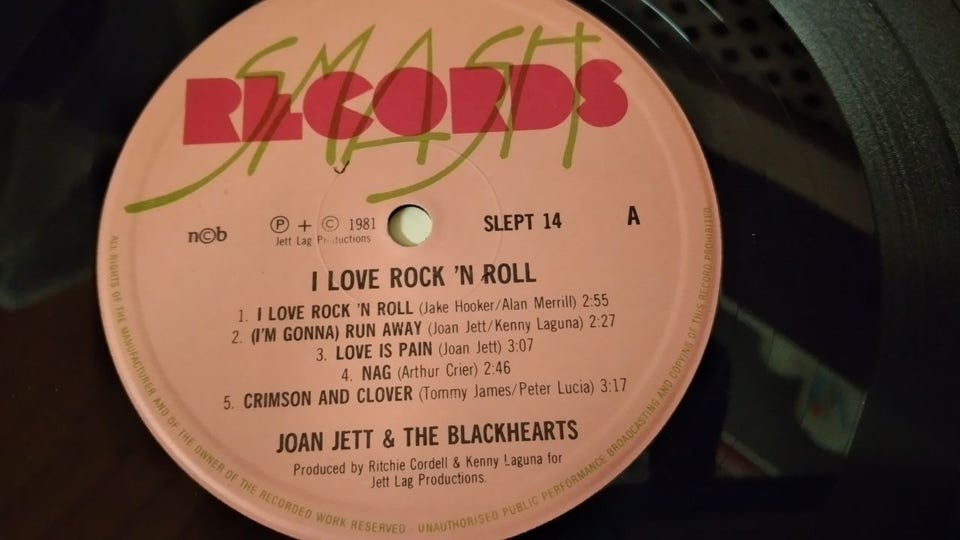 SMASH
RECORDS
n©b
℗ + © 1981
Jett Lag Productions
SLEPT 14
A
I LOVE ROCK 'N ROLL
1. I LOVE ROCK 'N ROLL (Jake Hooker/Alan Merrill) 2:55
2. (I'M GONNA) RUN AWAY (Joan Jett/Kenny Laguna) 2:27
3. LOVE IS PAIN (Joan Jett) 3:07
4. NAG (Arthur Crier) 2:46
5. CRIMSON AND CLOVER (Tommy James/Peter Lucia) 3:17
JOAN JETT & THE BLACKHEARTS
Produced by Ritchie Cordell & Kenny Laguna for
Jett Lag Productions.
ALL RIGHTS OF THE MANUFACTURER AND OF THE OWNER OF THE RECORDED WORK RESERVED - UNAUTHORISED PUBLIC PERFORMANCE BROADCASTING AND COPYING OF THIS RECORD PROHIBITED